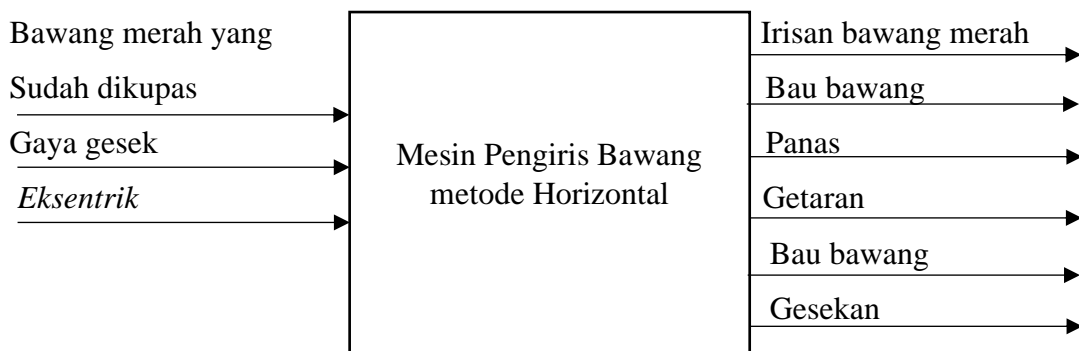 Bawang merah yang
Sudah dikupas
Gaya gesek
Eksentrik
Mesin Pengiris Bawang
metode Horizontal
Irisan bawang merah
Bau bawang
Panas
Getaran
Bau bawang
Gesekan